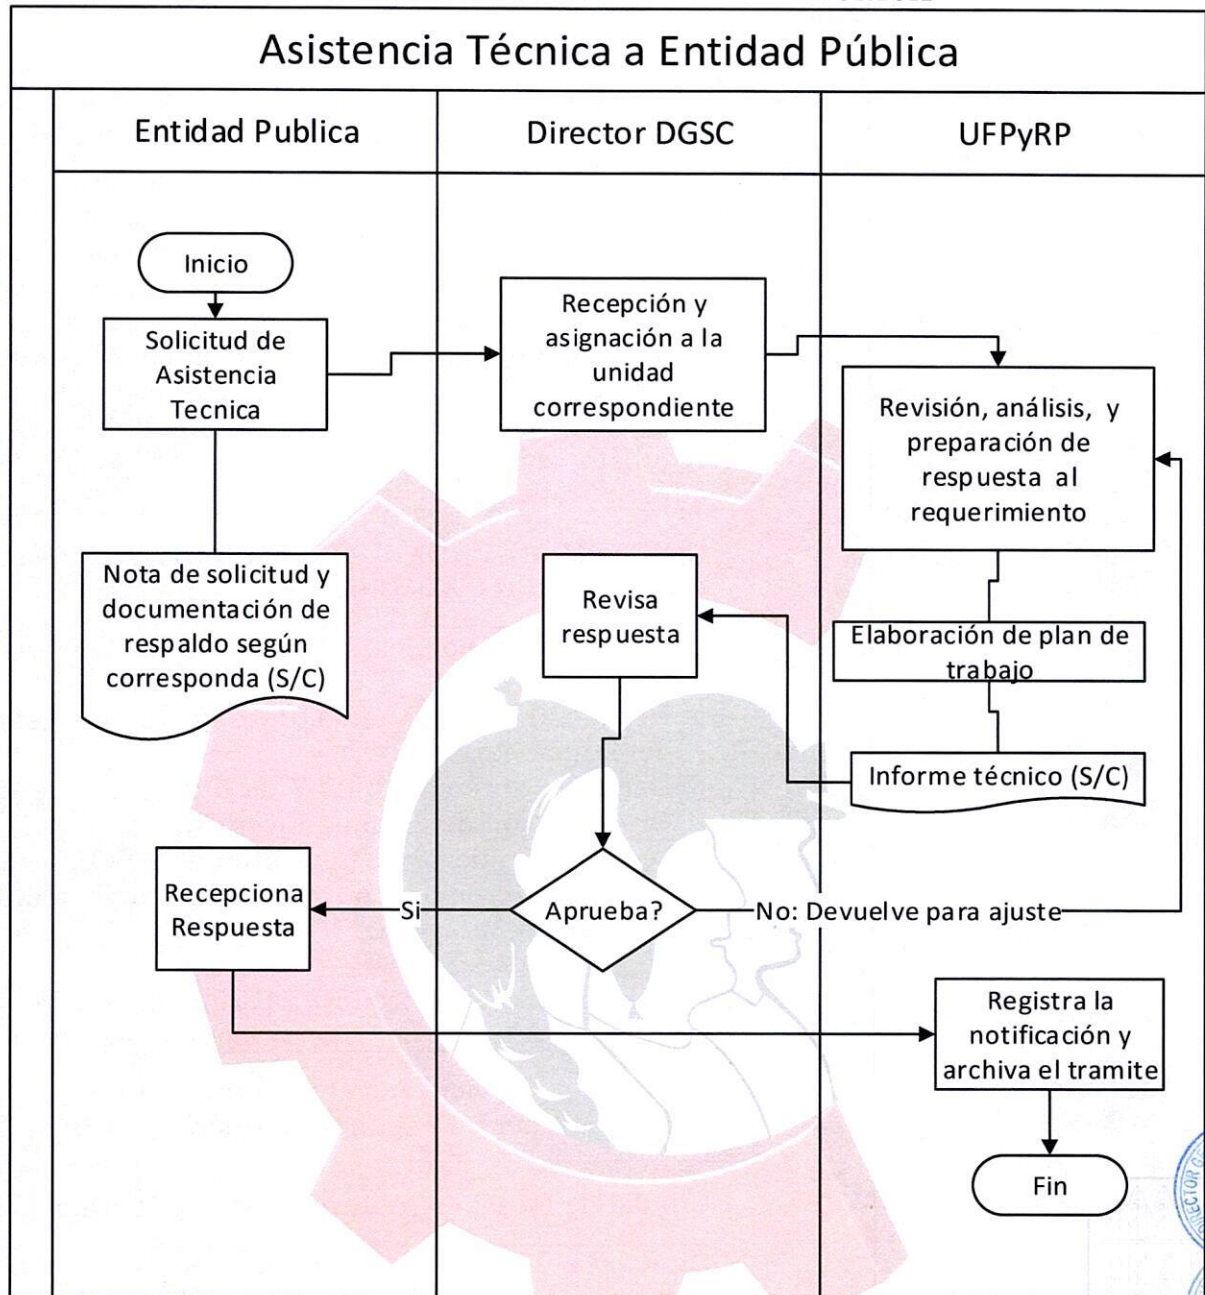 Asistencia Técnica a Entidad Pública
Entidad Publica
Director DGSC
UFPyRP
Inicio
Solicitud de
Asistencia
Tecnica
Recepción y
asignación a la
unidad
correspondiente
Revisión, análisis, y
preparación de
respuesta al
requerimiento
Nota de solicitud y
documentación de
respaldo según
corresponda (S/C)
Revisa
respuesta
Elaboración de plan de
trabajo
Informe técnico (S/C)
Recepciona
Respuesta
Si
Aprueba?
No: Devuelve para ajuste
Registra la
notificación y
archiva el tramite
Fin
DIRECTOR